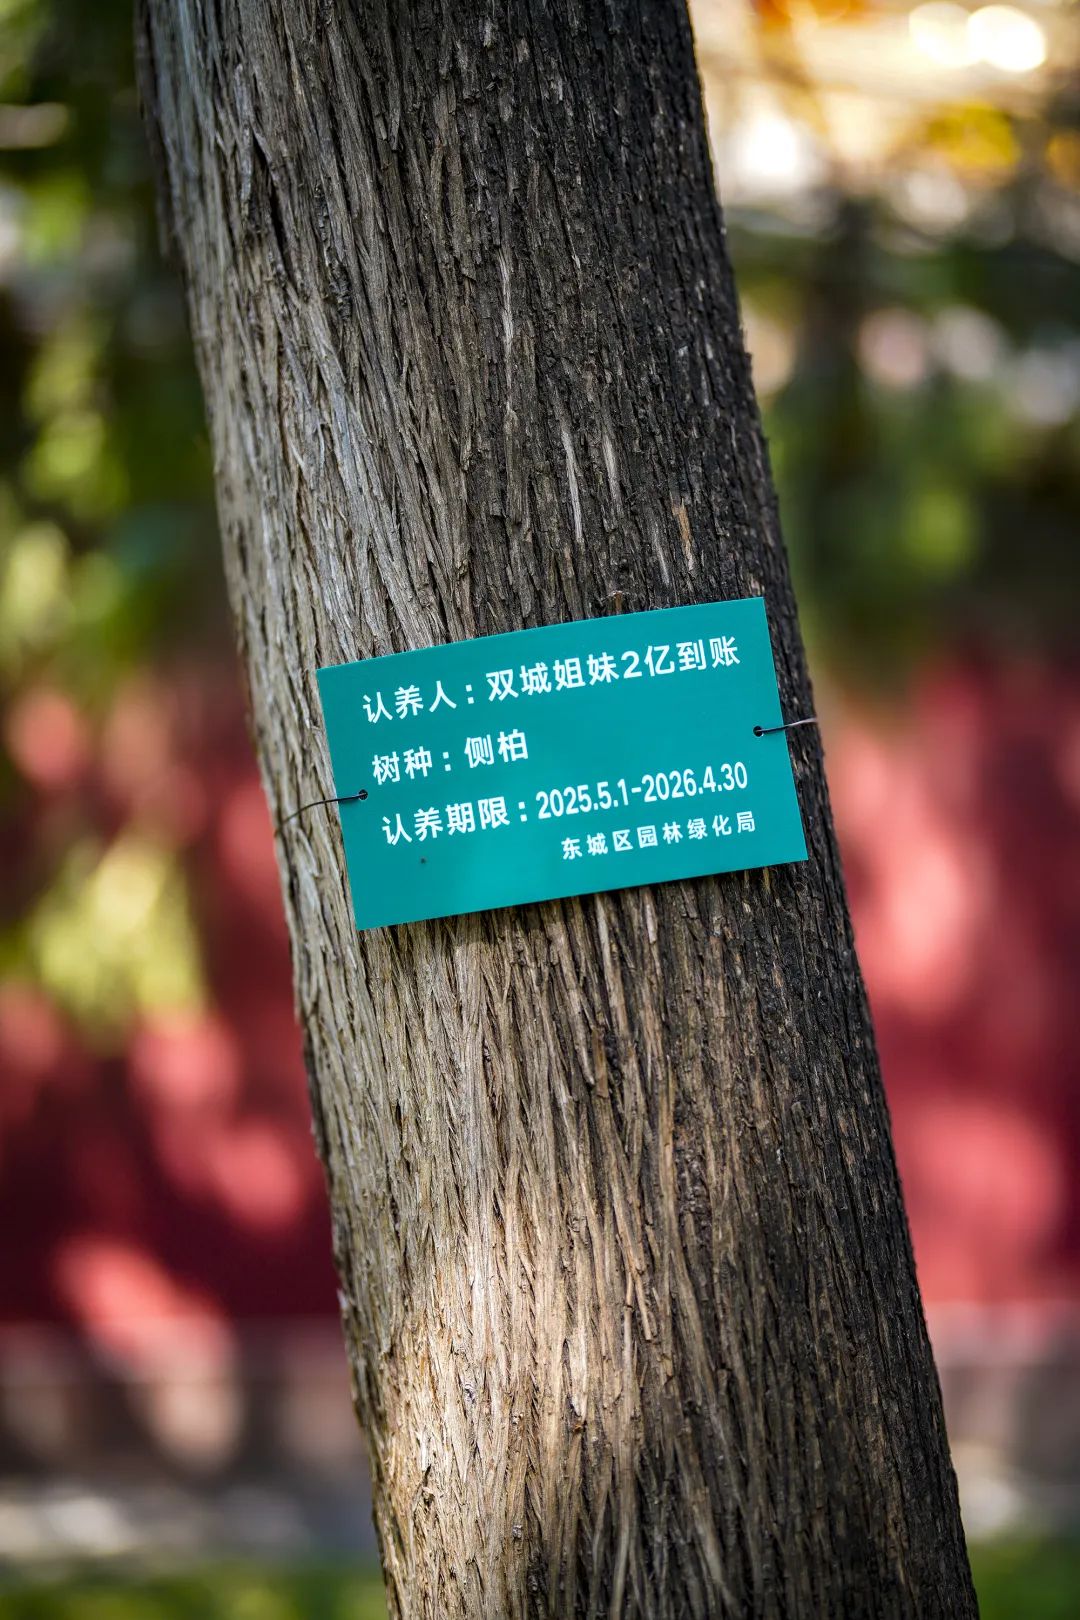 认养人：双城姐妹2亿到账
树种：侧柏
认养期限：2025.5.1-2026.4.30
东城区园林绿化局